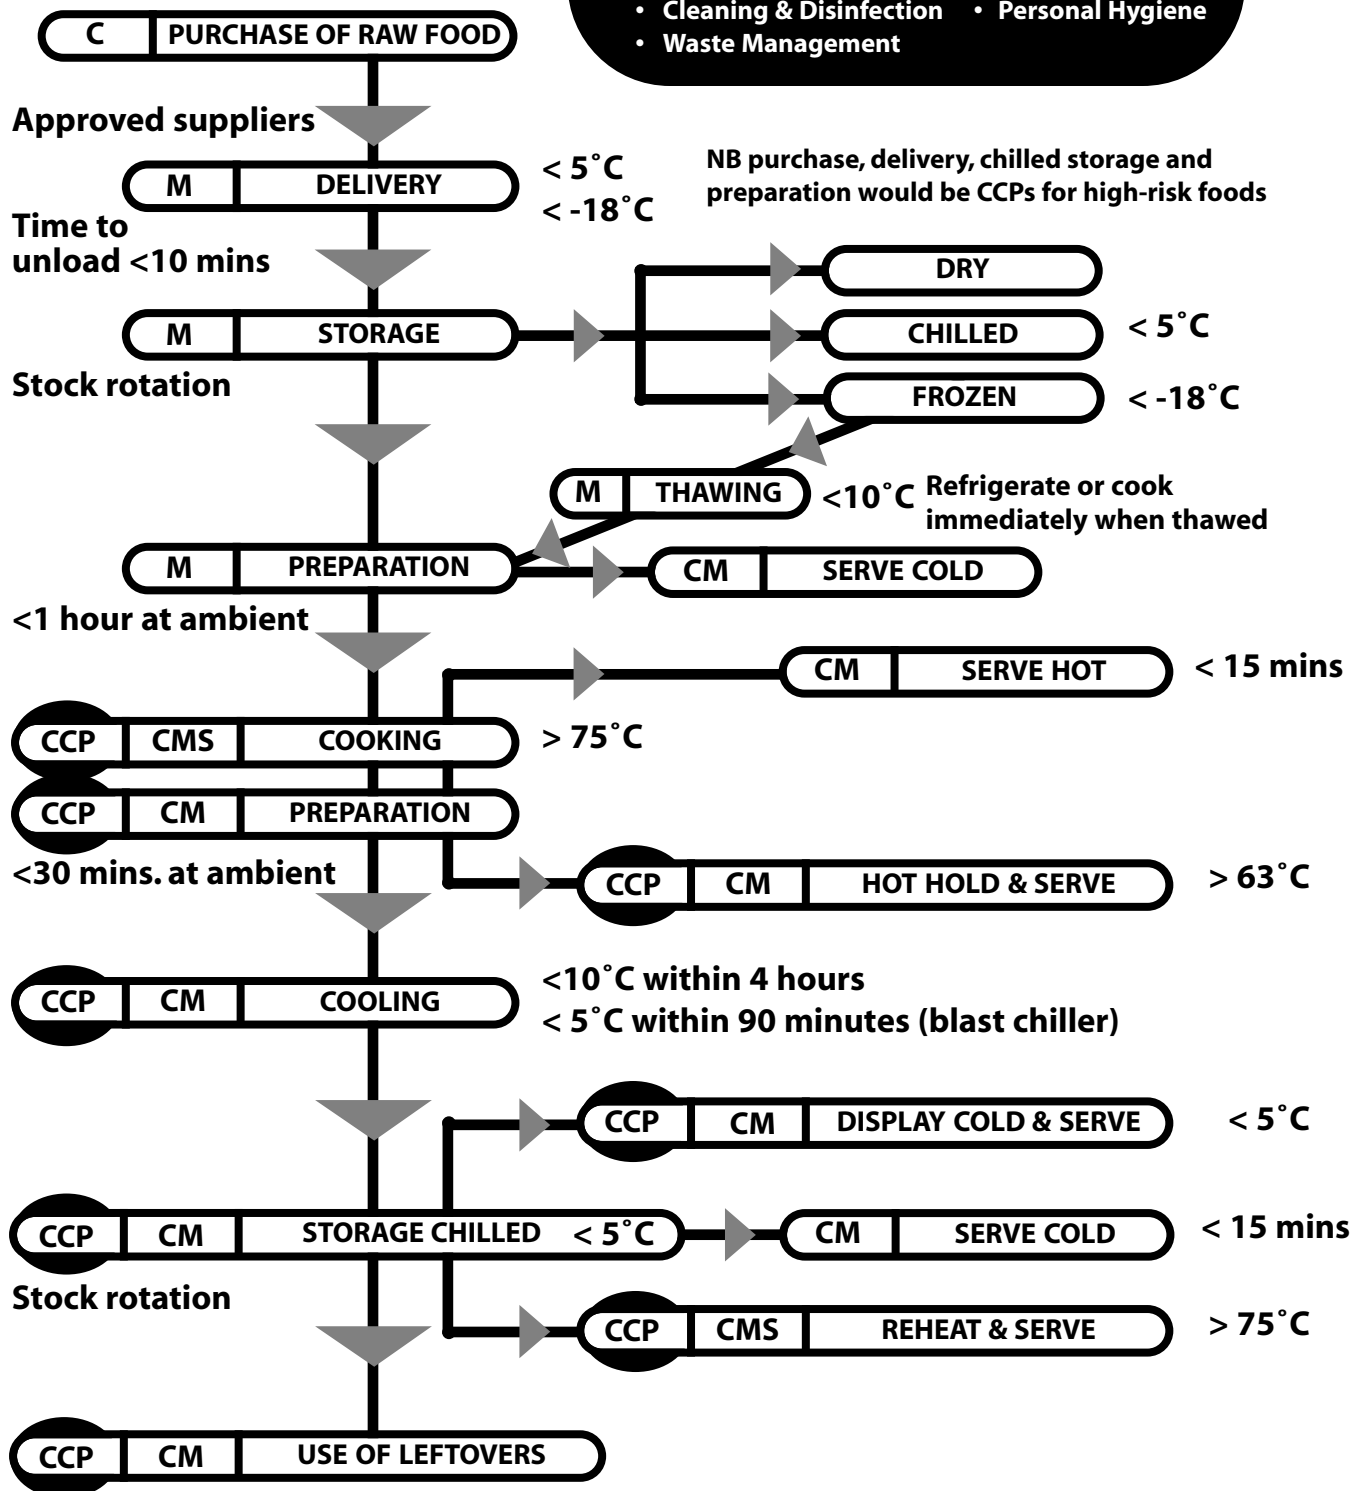 • Cleaning & Disinfection • Personal Hygiene
• Waste Management
C PURCHASE OF RAW FOOD
Approved suppliers
M DELIVERY
< 5˚C
< -18˚C
NB purchase, delivery, chilled storage and
preparation would be CCPs for high-risk foods
Time to
unload <10 mins
DRY
M STORAGE
CHILLED < 5˚C
Stock rotation
FROZEN < -18˚C
M THAWING <10˚C
Refrigerate or cook
immediately when thawed
M PREPARATION
CM SERVE COLD
<1 hour at ambient
CM SERVE HOT < 15 mins
CCP CMS COOKING > 75˚C
CCP CM PREPARATION
<30 mins. at ambient
CCP CM HOT HOLD & SERVE > 63˚C
CCP CM COOLING
<10˚C within 4 hours
< 5˚C within 90 minutes (blast chiller)
CCP CM DISPLAY COLD & SERVE < 5˚C
CCP CM STORAGE CHILLED < 5˚C
CM SERVE COLD < 15 mins
Stock rotation
CCP CMS REHEAT & SERVE > 75˚C
CCP CM USE OF LEFTOVERS